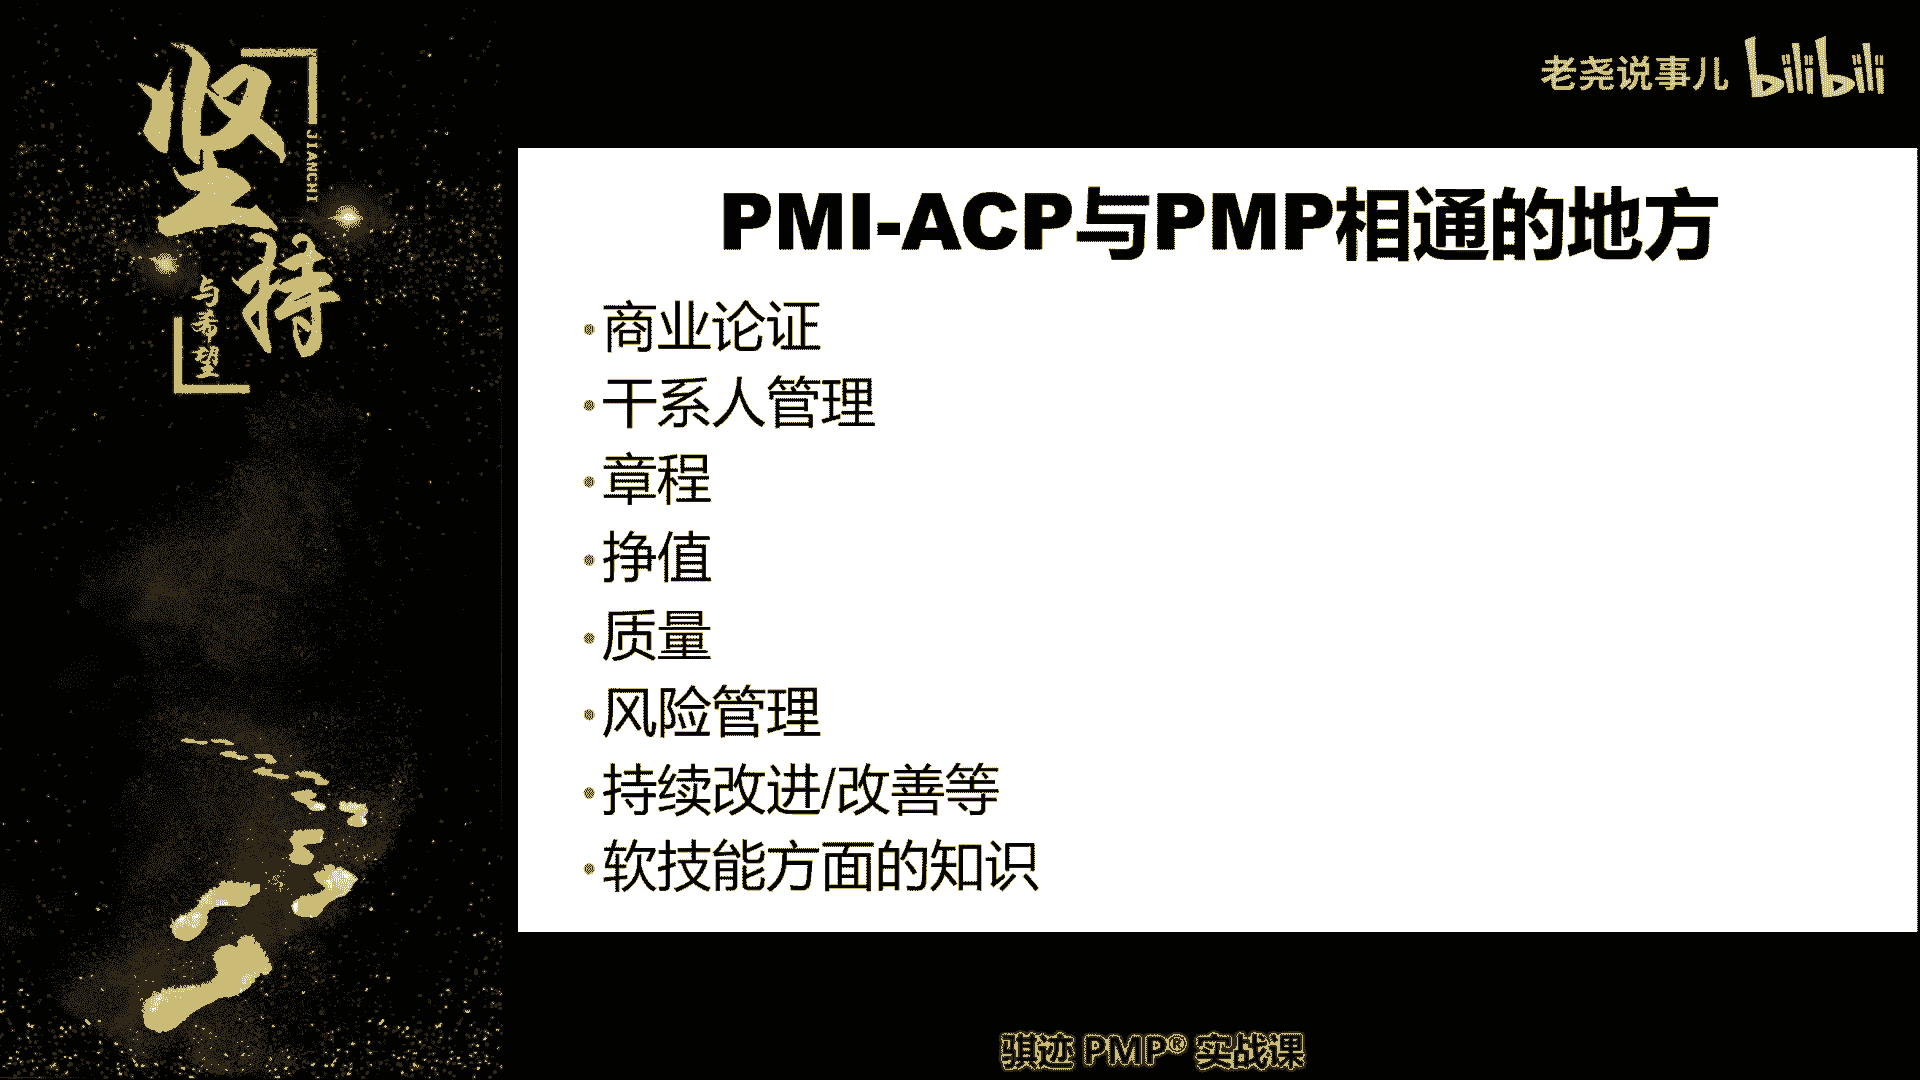 坚持
JIANCHI
与希望
老尧说事儿 bilibili
PMI-ACP与PMP相通的地方
•商业论证
•干系人管理
•章程
•挣值
•质量
•风险管理
•持续改进/改善等
•软技能方面的知识
骐迹 PMP® 实战课